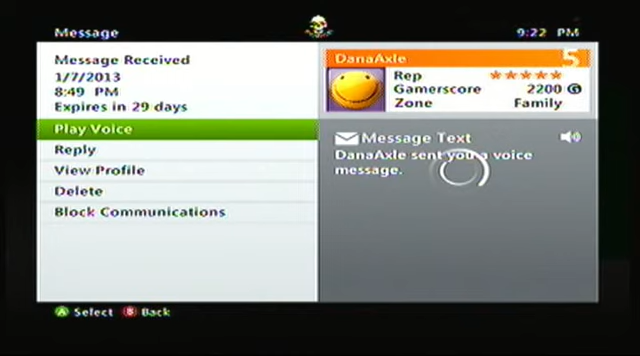 Message
9:22 PM
Message Received
1/7/2013
8:49 PM
Expires in 29 days
Play Voice
Reply
View Profile
Delete
Block Communications
DanaAxle
5
Rep
Gamerscore 2200 G
Zone Family
Message Text
DanaAxle sent you a voice
message.
A Select B Back